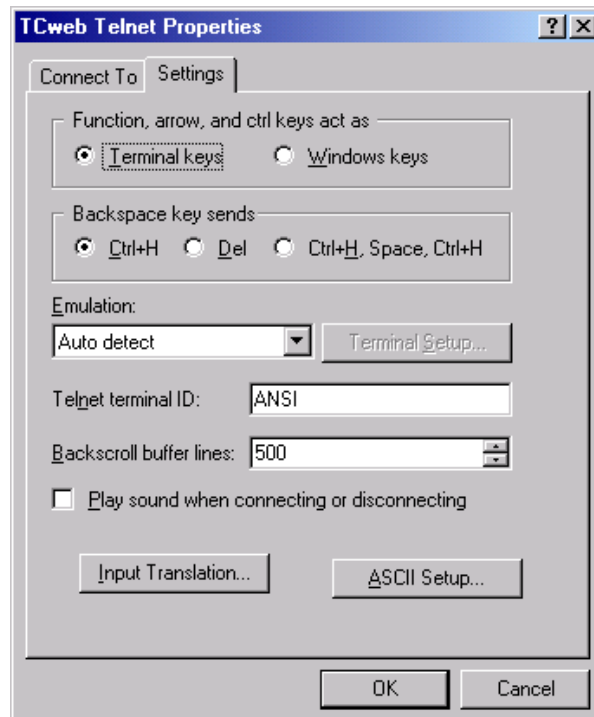 TCweb Telnet Properties
Connect To Settings
Function, arrow, and ctrl keys act as
Terminal keys Windows keys
Backspace key sends
Ctrl+H Del Ctrl+H, Space, Ctrl+H
Emulation:
Auto detect Terminal Setup...
Telnet terminal ID: ANSI
Backscroll buffer lines: 500
Play sound when connecting or disconnecting
Input Translation... ASCII Setup...
OK Cancel